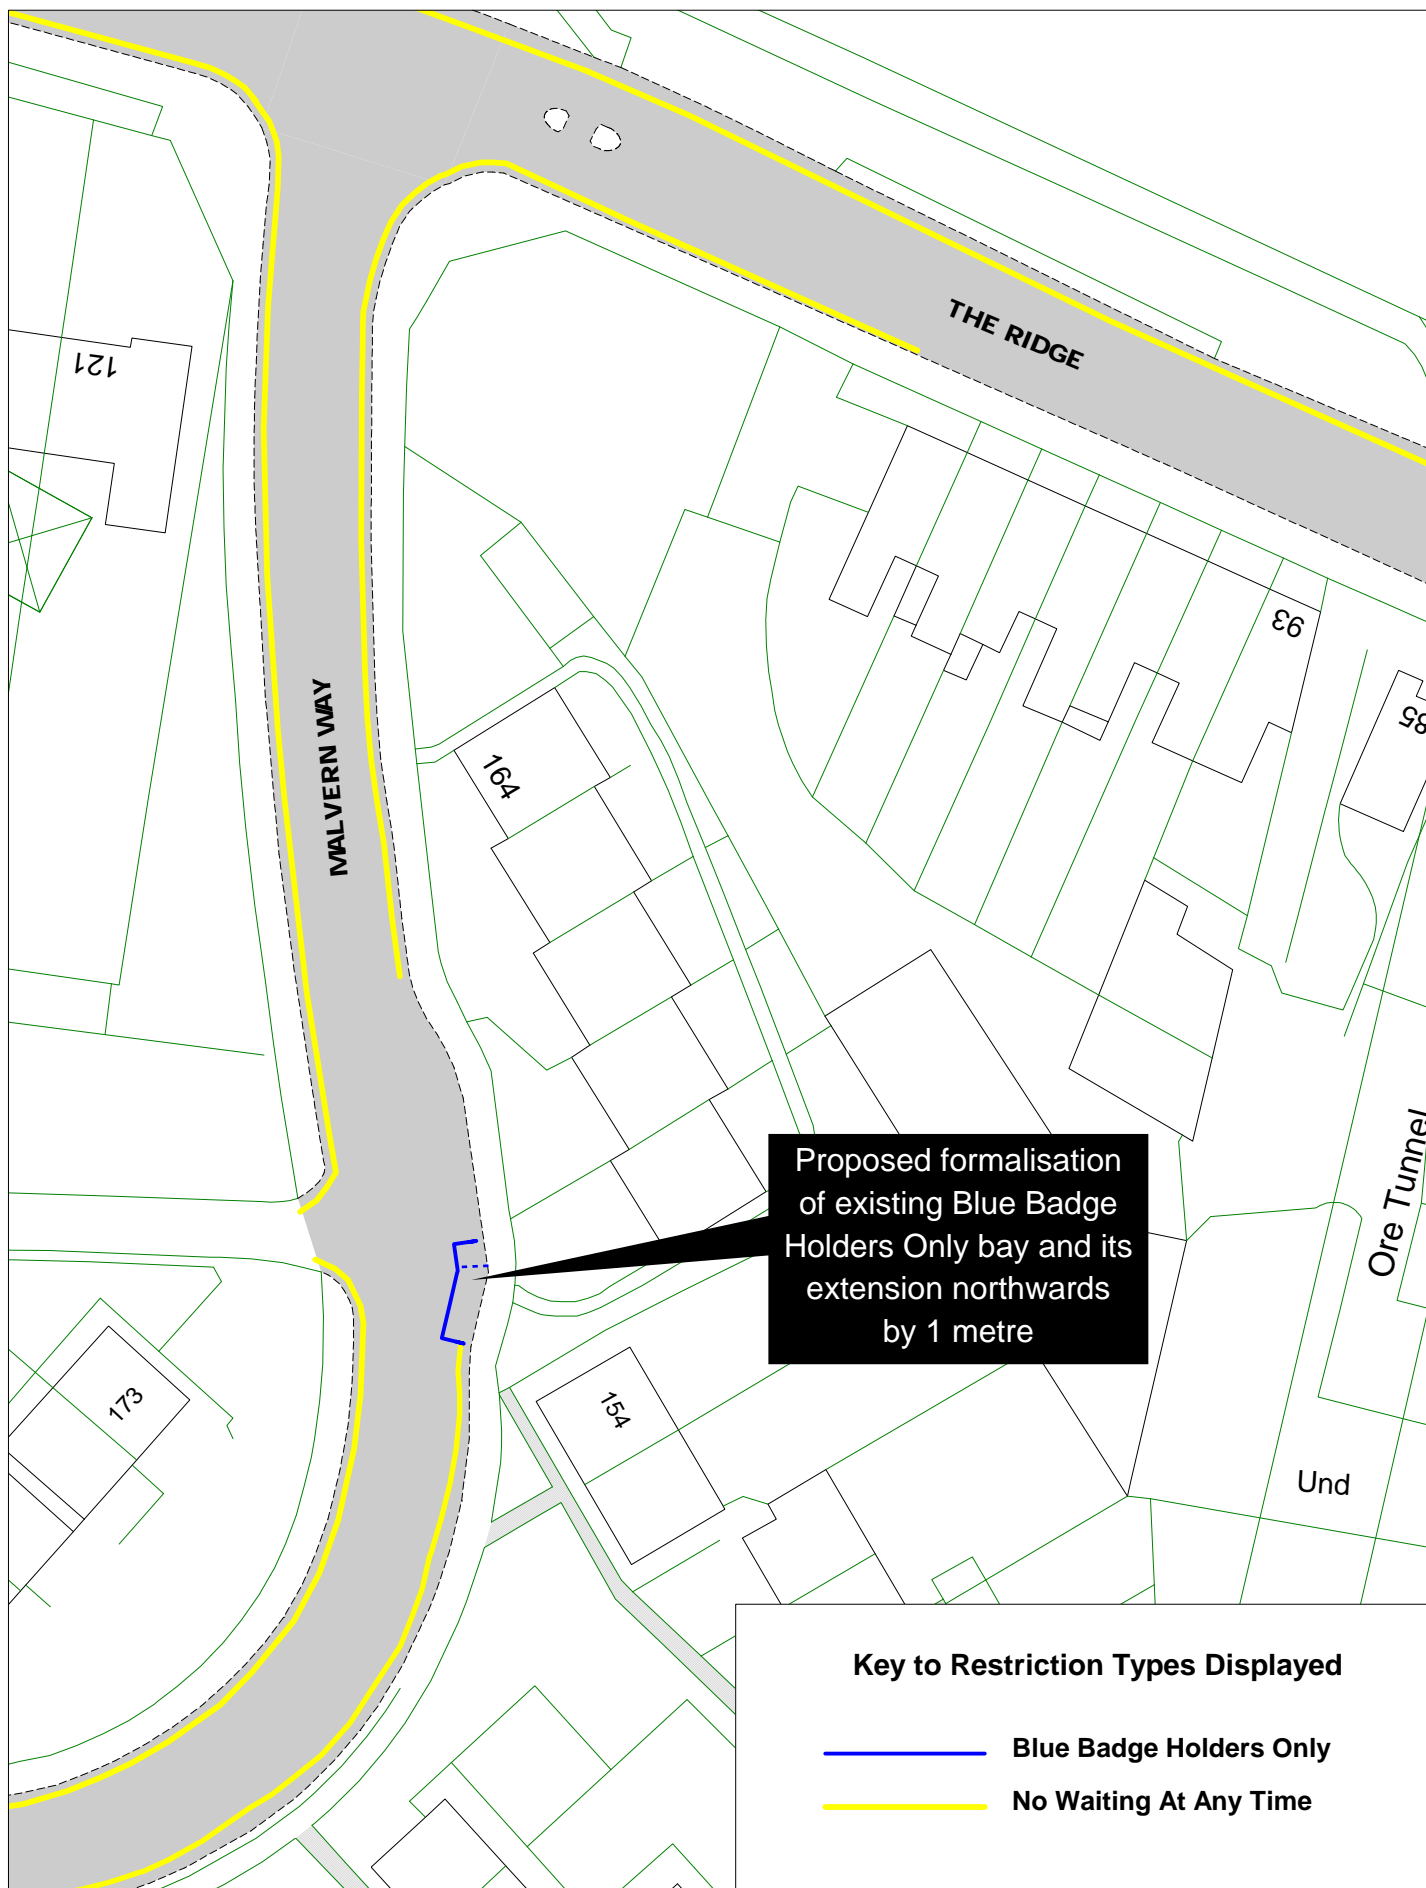 THE RIDGE
121
93
85
MALVERN WAY
164
Proposed formalisation
of existing Blue Badge
Holders Only bay and its
extension northwards
by 1 metre
Ore Tunnel
173
154
Und
Key to Restriction Types Displayed
Blue Badge Holders Only
No Waiting At Any Time